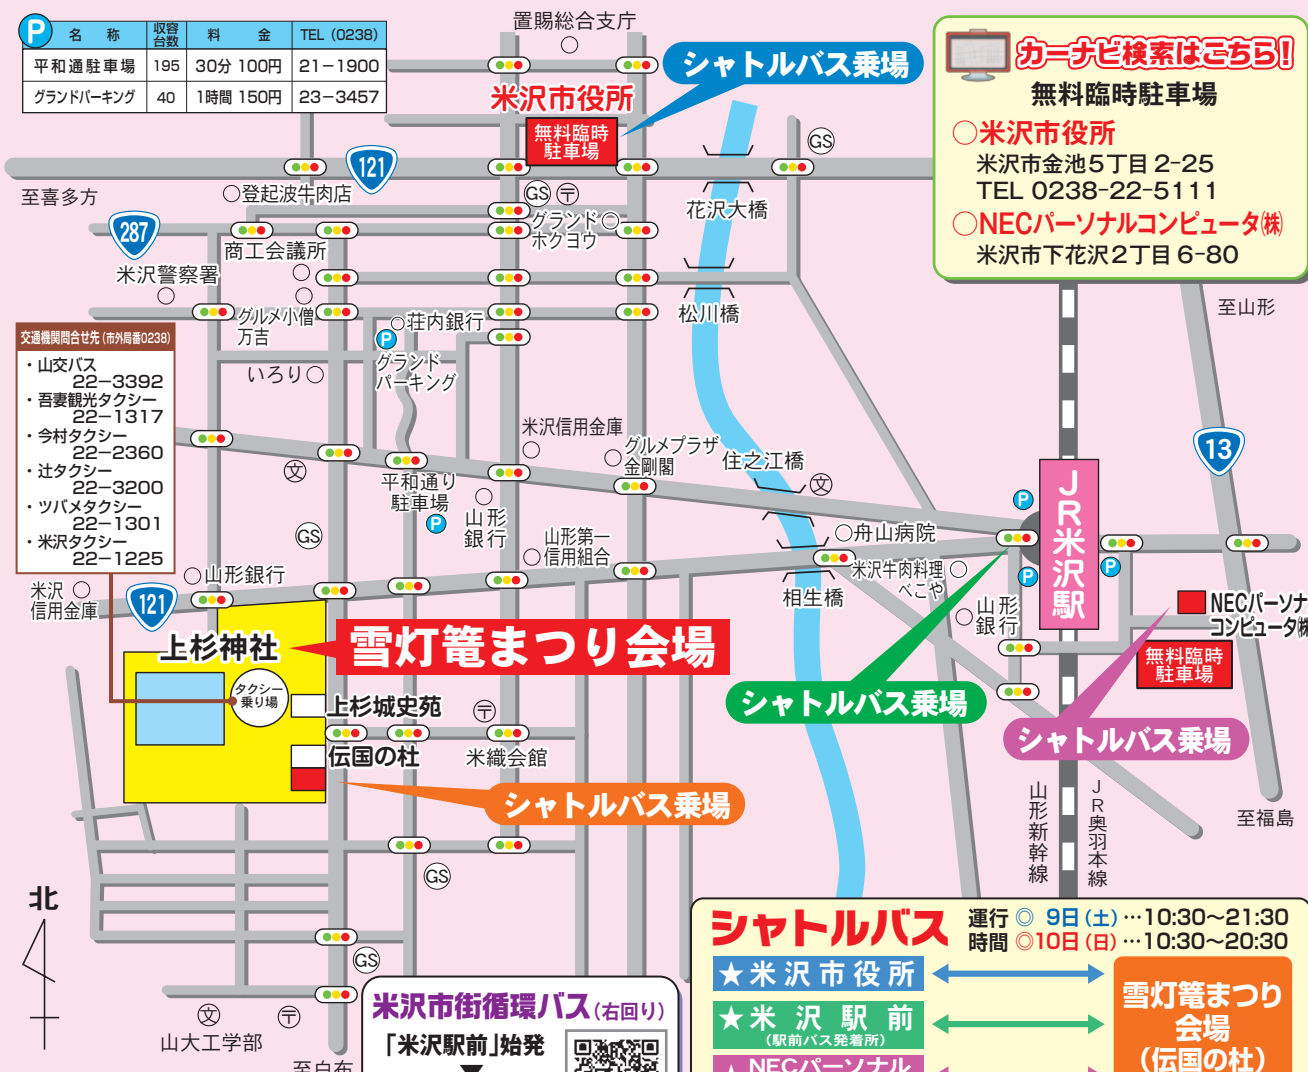 P
名 称 収容台数 料 金 TEL (0238)
平和通駐車場 195 30分 100円 21-1900
グランドパーキング 40 1時間 150円 23-3457
置賜総合支庁
シャトルバス乗場
米沢市役所
無料臨時
駐車場
カーナビ検索はこちら!
無料臨時駐車場
○米沢市役所
米沢市金池5丁目2-25
TEL 0238-22-5111
○NECパーソナルコンピュータ㈱
米沢市下花沢2丁目6-80
121
至喜多方
登起波牛肉店
GS
〒
GS
花沢大橋
287
商工会議所
グランド
ホクヨウ
米沢警察署
グルメ小僧
万吉
荘内銀行
松川橋
至山形
P
グランド
パーキング
いろり
交通機関問合せ先(市外局番0238)
・山交バス
22-3392
・吾妻観光タクシー
22-1317
・今村タクシー
22-2360
・辻タクシー
22-3200
・ツバメタクシー
22-1301
・米沢タクシー
22-1225
米沢信用金庫
グルメプラザ
金剛閣
住之江橋
13
文
文
平和通り
駐車場
P
山形
銀行
GS
山形第一
信用組合
舟山病院
P
JR米沢駅
P
P
米沢牛肉料理
べこや
相生橋
山形
銀行
米沢
信用金庫
山形銀行
121
NECパーソナ
コンピュータ㈱
無料臨時
駐車場
上杉神社
雪灯篭まつり会場
タクシー
乗り場
上杉城史苑
〒
伝国の杜
米織会館
シャトルバス乗場
シャトルバス乗場
シャトルバス乗場
山形新幹線
JR奥羽本線
至福島
GS
北
GS
文
〒
山大工学部
至白布
米沢市街循環バス(右回り)
「米沢駅前」始発
▼
シャトルバス
運行 ◎ 9日(土)…10:30~21:30
時間 ◎10日(日)…10:30~20:30
★米沢市役所
★米沢駅前
(駅前バス発着所)
★NECパーソナル
雪灯篭まつり
会場
(伝国の杜)